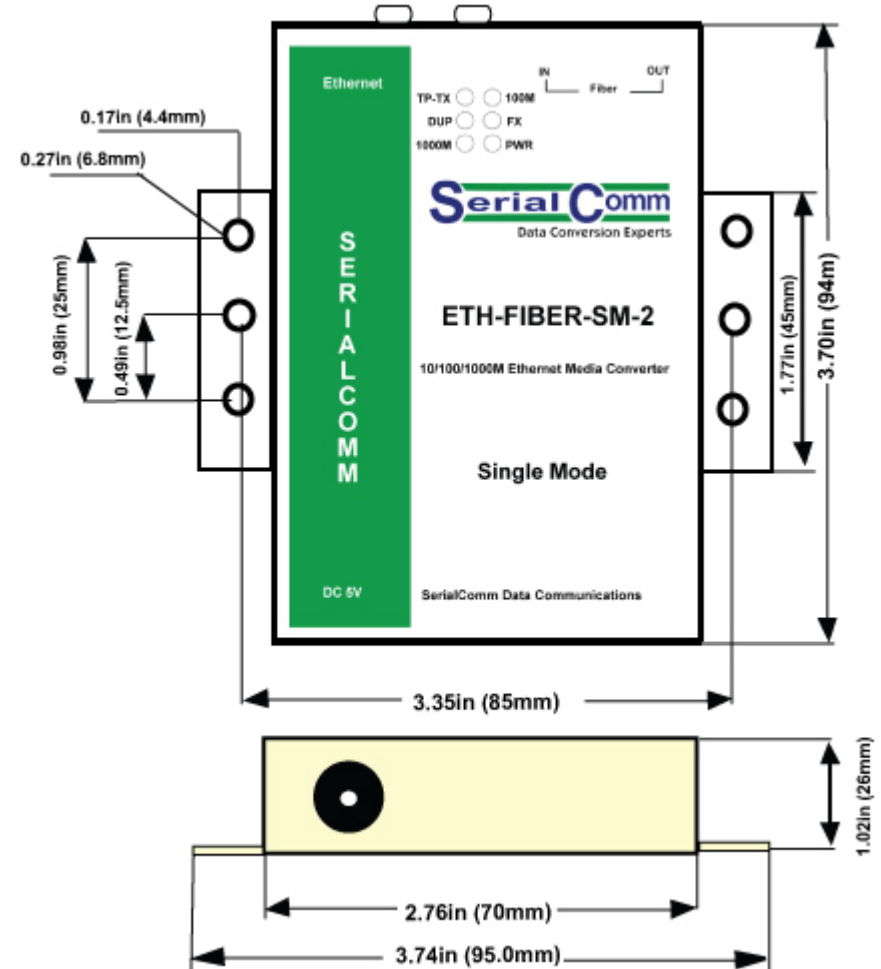 Ethernet
IN OUT
Fiber
TP-TX 100M
DUP FX
1000M PWR
0.17in (4.4mm)
0.27in (6.8mm)
Serial Comm
Data Conversion Experts
SERIALCOMM
0.98in (25mm)
0.49in (12.5mm)
ETH-FIBER-SM-2
10/100/1000M Ethernet Media Converter
1.77in (45mm)
3.70in (94m)
Single Mode
DC 5V
SerialComm Data Communications
3.35in (85mm)
1.02in (26mm)
2.76in (70mm)
3.74in (95.0mm)